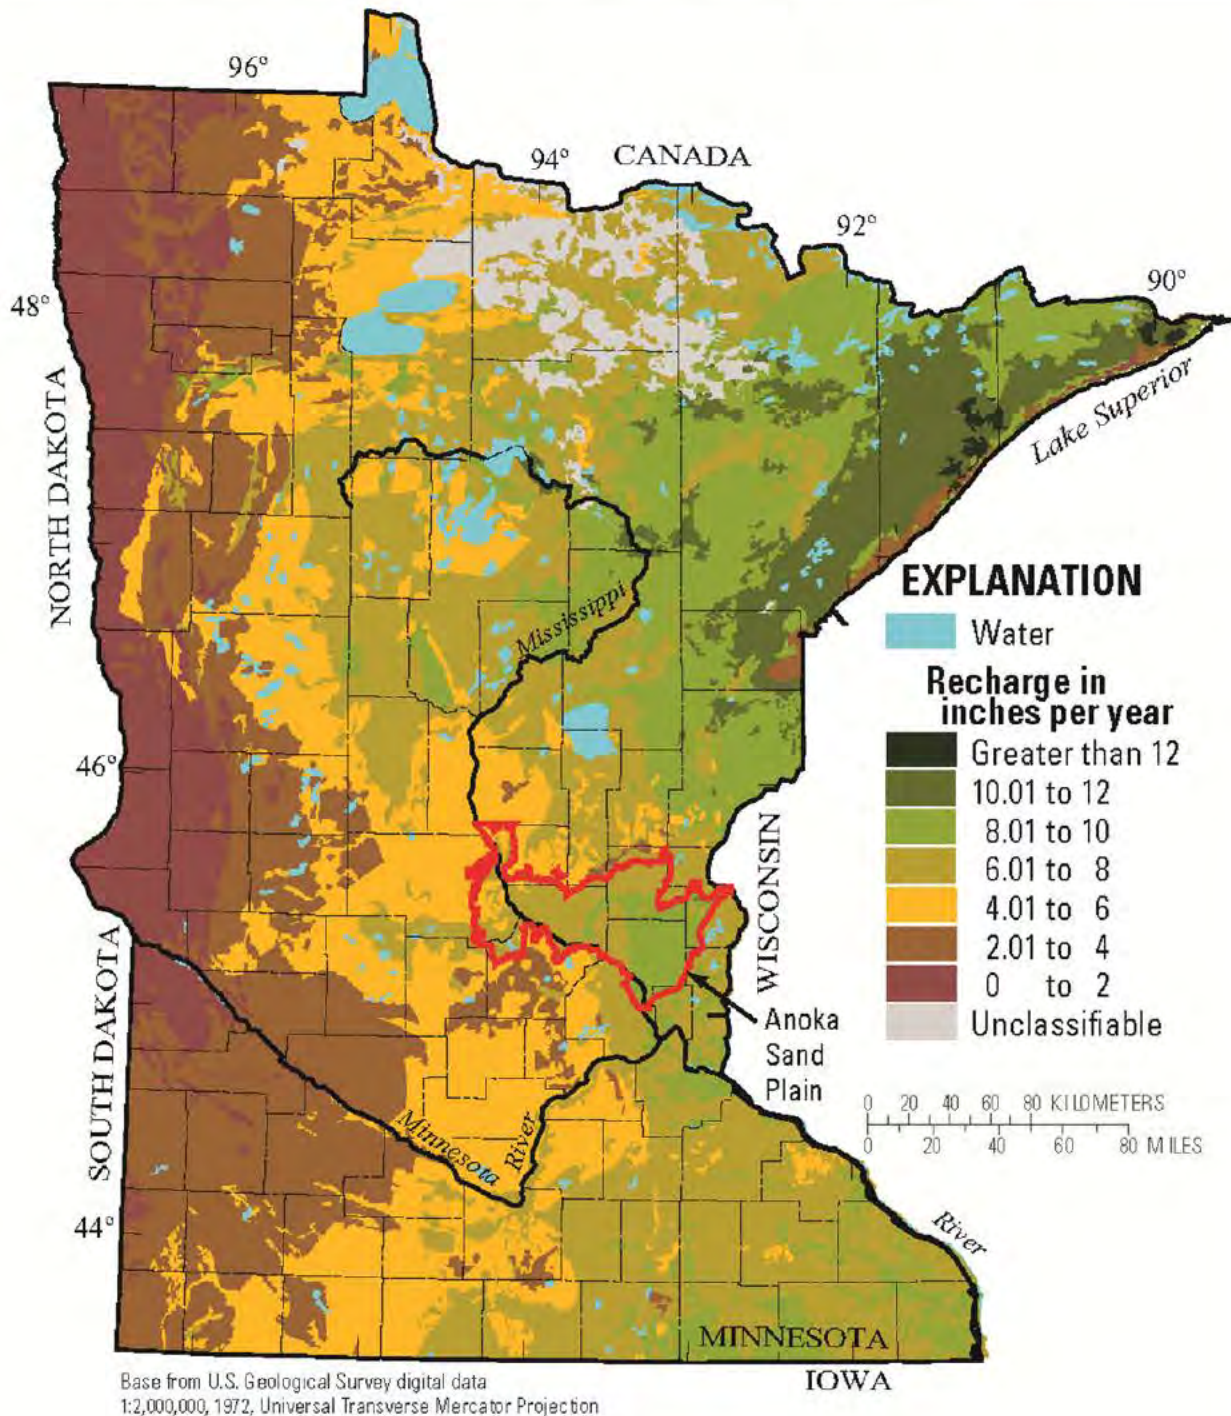 96°
94°
CANADA
92°
90°
48°
NORTH DAKOTA
Lake Superior
EXPLANATION
Water
Mississippi
Recharge in
inches per year
Greater than 12
10.01 to 12
8.01 to 10
6.01 to 8
4.01 to 6
2.01 to 4
0 to 2
Unclassifiable
46°
WISCONSIN
SOUTH DAKOTA
Anoka
Sand
Plain
0 20 40 60 80 KILOMETERS
0 20 40 60 80 MILES
Minnesota
River
44°
River
MINNESOTA
IOWA
Base from U.S. Geological Survey digital data
1:2,000,000, 1972, Universal Transverse Mercator Projection